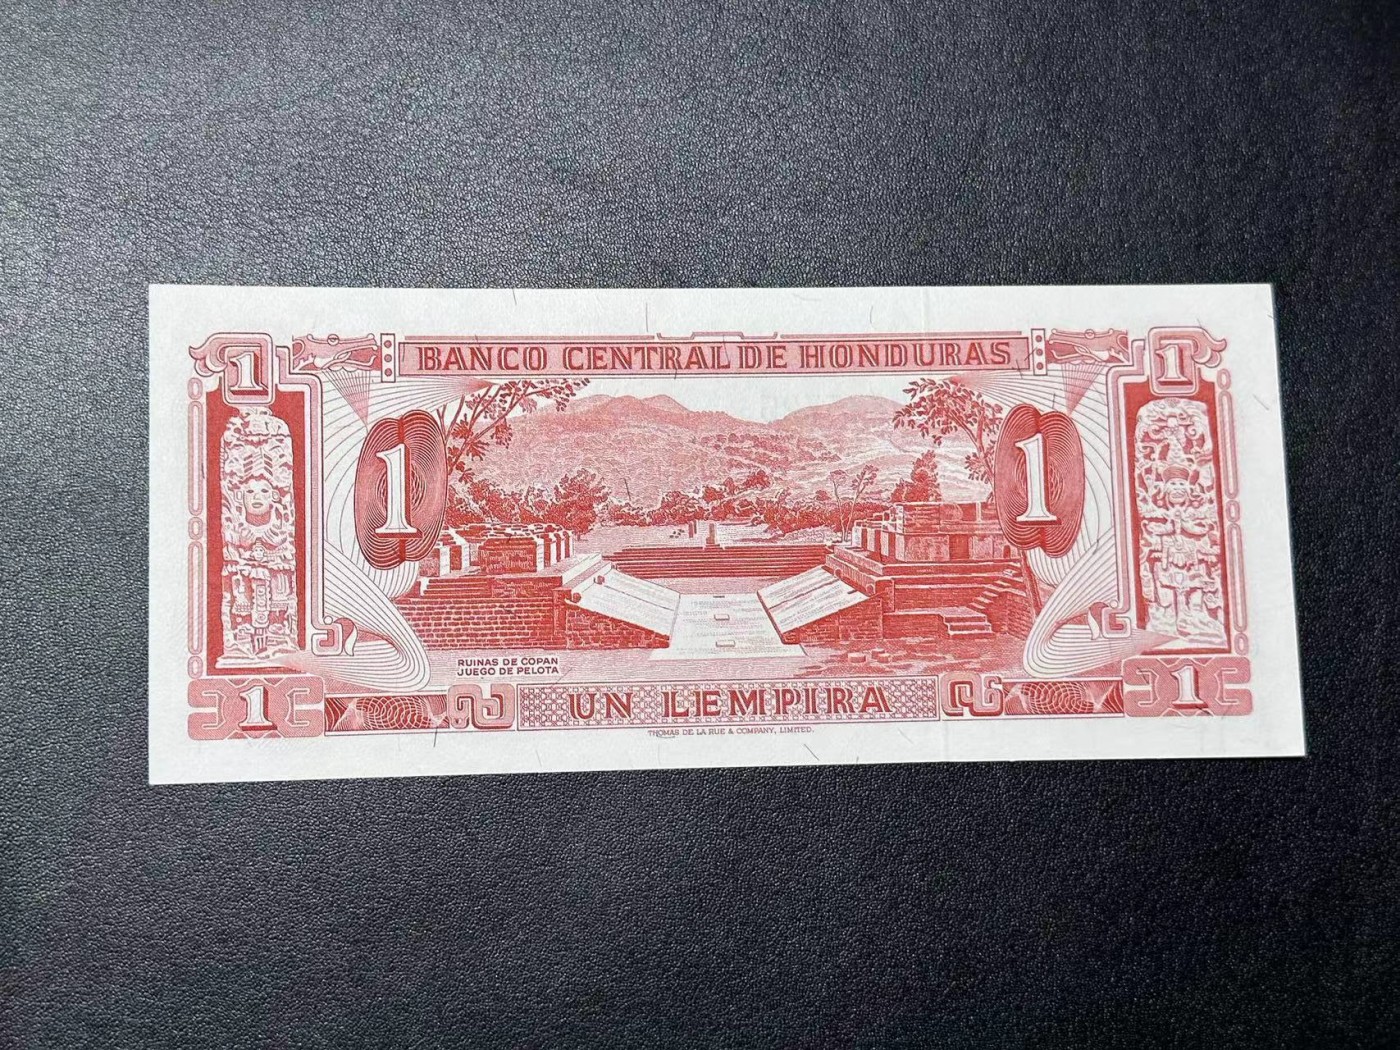 1 BANCO CENTRAL DE HONDURAS 1
1 1
RUINAS DE COPAN
JUEGO DE PELOTA
1 UN LEMPIRA 1
THOMAS DE LA RUE & COMPANY, LIMITED.